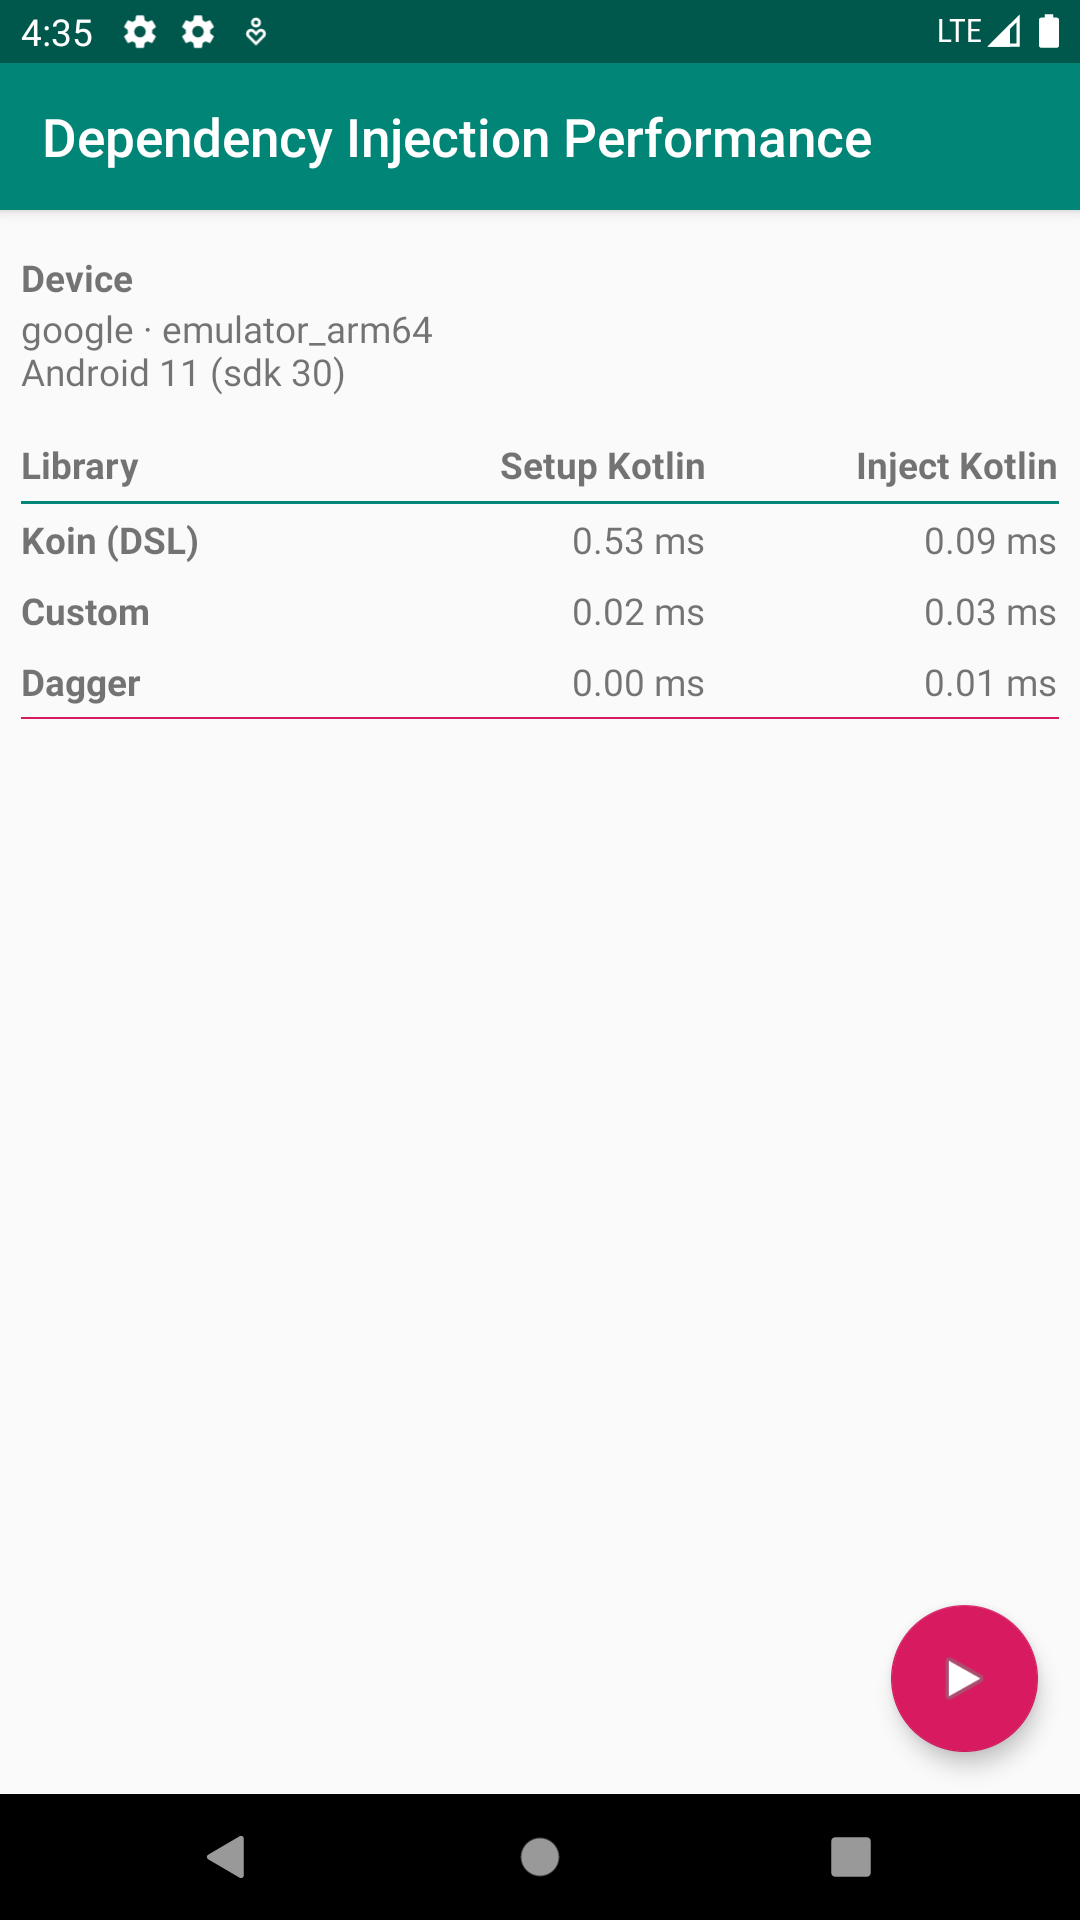 4:35 LTE
Dependency Injection Performance
Device
google · emulator_arm64
Android 11 (sdk 30)
Library Setup Kotlin Inject Kotlin
Koin (DSL) 0.53 ms 0.09 ms
Custom 0.02 ms 0.03 ms
Dagger 0.00 ms 0.01 ms